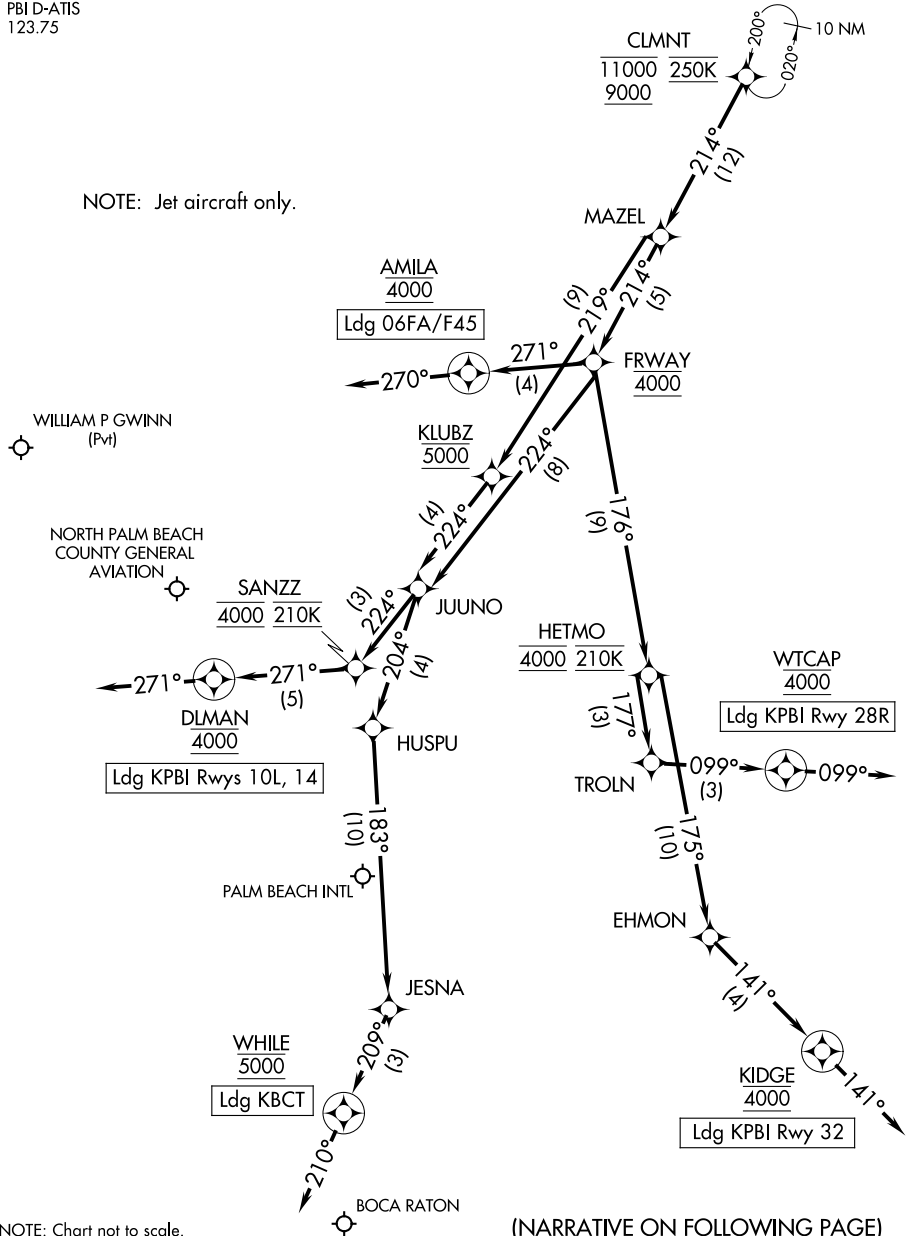 PBI D-ATIS
123.75
10 NM
200°
020°
CLMNT
11000 250K
9000
214°
(12)
NOTE: Jet aircraft only.
MAZEL
AMILA
4000
Ldg 06FA/F45
(9)
219°
214°
(5)
271°
(4)
270°
FRWAY
4000
WILLIAM P GWINN
(Pvt)
KLUBZ
5000
224°
(8)
(4)
224°
176°
(9)
NORTH PALM BEACH
COUNTY GENERAL
AVIATION
SANZZ
4000 210K
(3)
224°
JUUNO
204°
(4)
HETMO
4000 210K
WTCAP
4000
Ldg KPBI Rwy 28R
271°
271°
(5)
DLMAN
4000
Ldg KPBI Rwys 10L, 14
HUSPU
177°
(3)
TROLN
099°
(3)
099°
183°
(10)
175°
(10)
PALM BEACH INTL
EHMON
141°
(4)
JESNA
209°
(3)
WHILE
5000
Ldg KBCT
KIDGE
4000
Ldg KPBI Rwy 32
141°
210°
BOCA RATON
NOTE: Chart not to scale.
(NARRATIVE ON FOLLOWING PAGE)